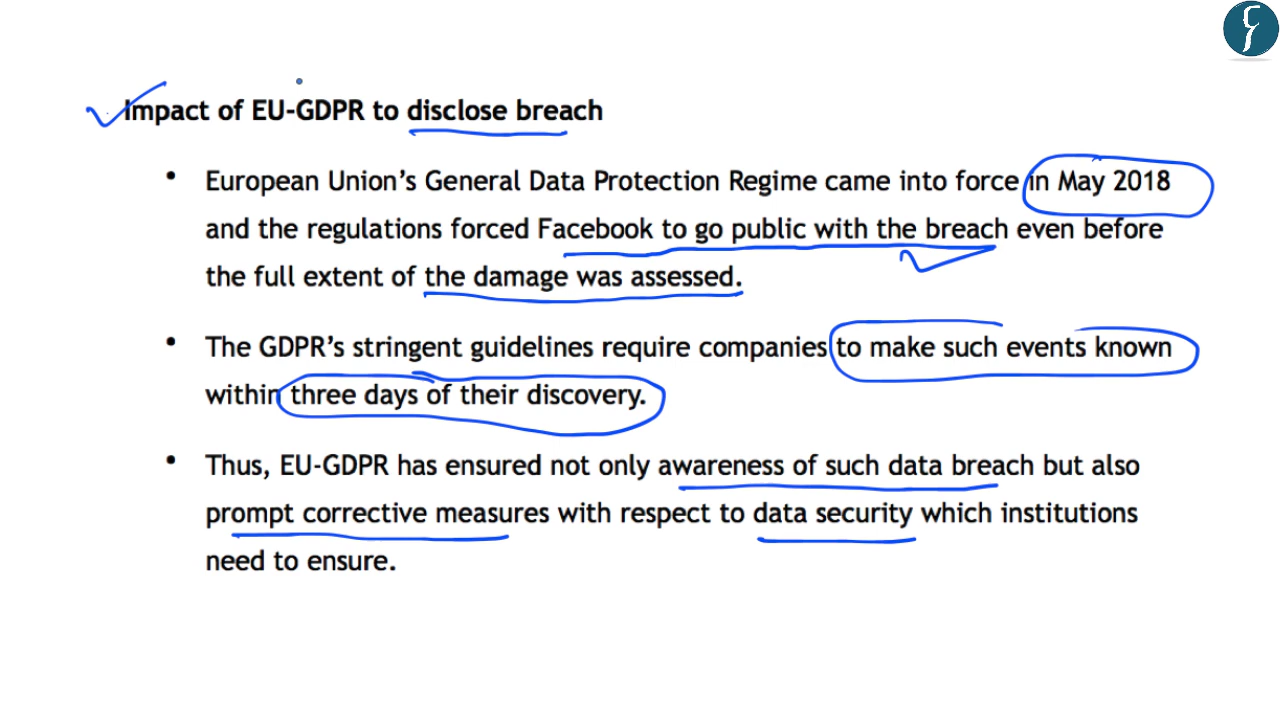 Impact of EU-GDPR to disclose breach
• European Union’s General Data Protection Regime came into force in May 2018
and the regulations forced Facebook to go public with the breach even before
the full extent of the damage was assessed.
• The GDPR’s stringent guidelines require companies to make such events known
within three days of their discovery.
• Thus, EU-GDPR has ensured not only awareness of such data breach but also
prompt corrective measures with respect to data security which institutions
need to ensure.